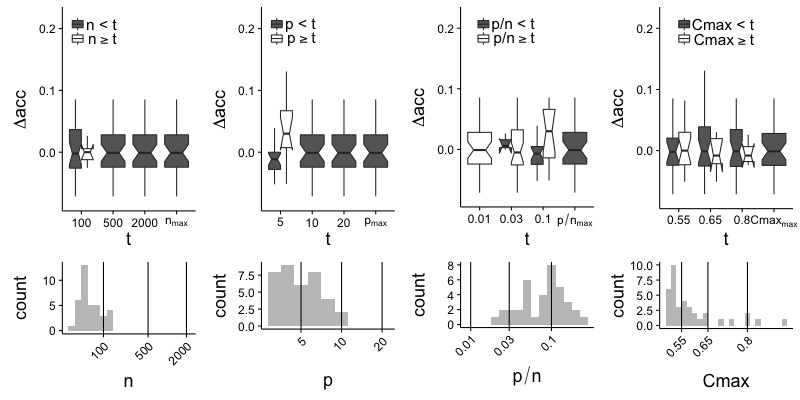 n < t
n ≥ t
Δacc
0.2
0.1
0.0
100 500 2000 nmax
t
p < t
p ≥ t
Δacc
0.2
0.1
0.0
5 10 20 pmax
t
p/n < t
p/n ≥ t
Δacc
0.2
0.1
0.0
0.01 0.03 0.1 p/nmax
t
Cmax < t
Cmax ≥ t
Δacc
0.2
0.1
0.0
0.55 0.65 0.8 Cmaxmax
t
count
10
5
0
100 500 2000
n
count
7.5
5.0
2.5
0.0
5 10 20
p
count
8
6
4
2
0
0.01 0.03 0.1
p/n
count
10.0
7.5
5.0
2.5
0.0
0.55 0.65 0.8
Cmax